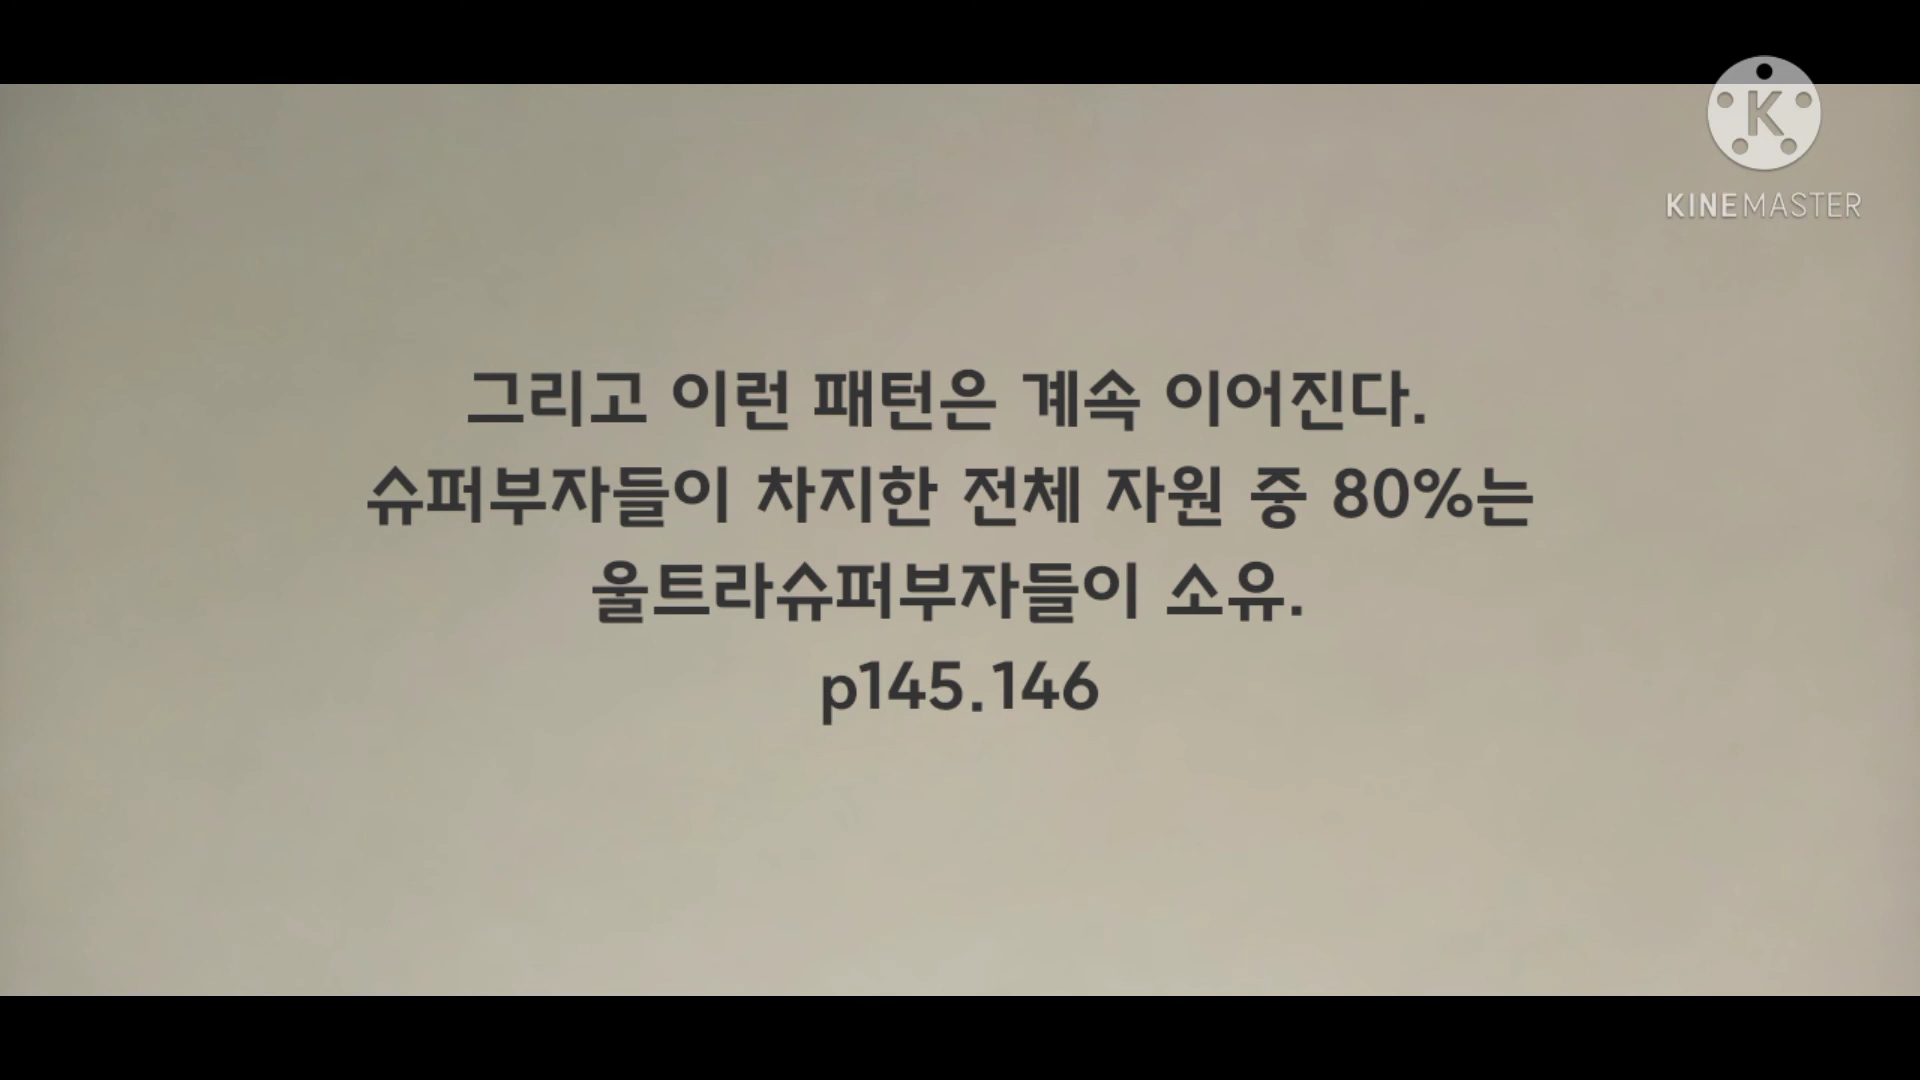 K
KINEMASTER
그리고 이런 패턴은 계속 이어진다.
슈퍼부자들이 차지한 전체 자원 중 80%는
울트라슈퍼부자들이 소유.
p145.146